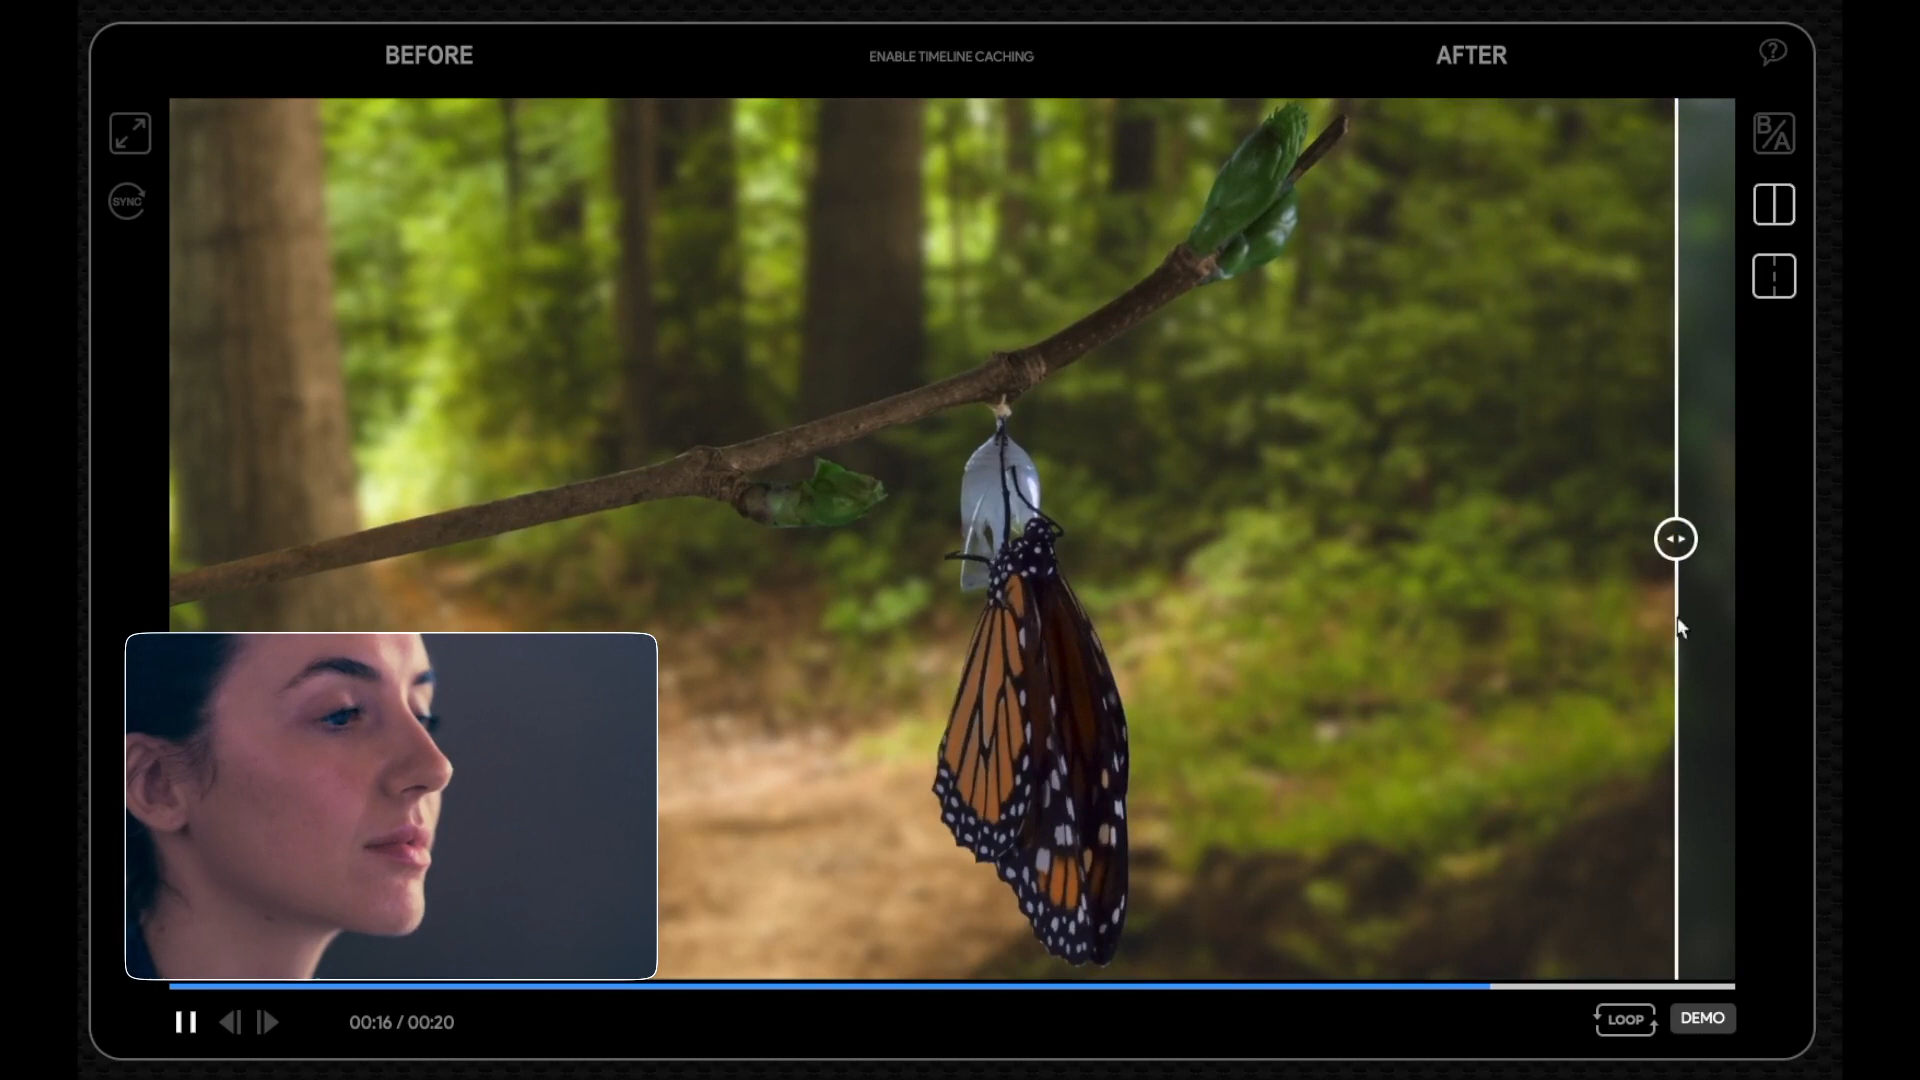 BEFORE
ENABLE TIMELINE CACHING
AFTER
?
B/A
SYNC
00:16 / 00:20
LOOP
DEMO